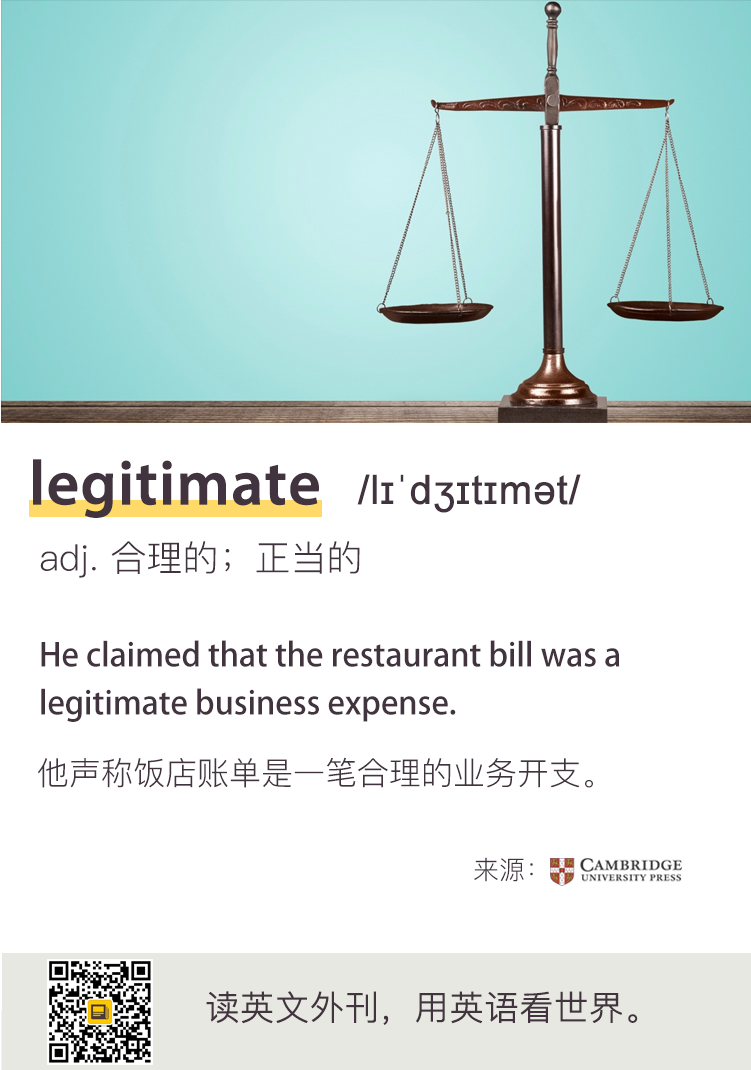 legitimate /lɪˈdʒɪtɪmət/
adj. 合理的；正当的
He claimed that the restaurant bill was a
legitimate business expense.
他声称饭店账单是一笔合理的业务开支。
来源：CAMBRIDGE
UNIVERSITY PRESS
读英文外刊，用英语看世界。